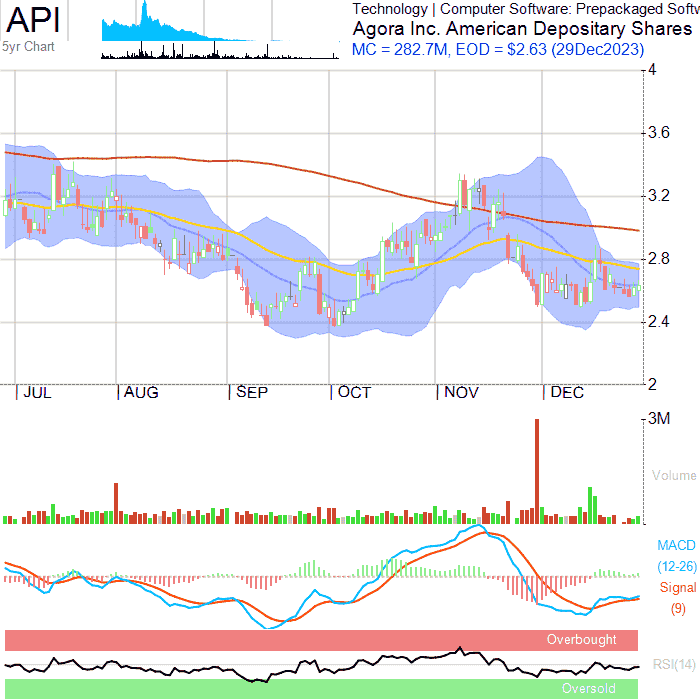 API
5yr Chart
Technology | Computer Software: Prepackaged Softw
Agora Inc. American Depositary Shares
MC = 282.7M, EOD = $2.63 (29Dec2023)
4
3.6
3.2
2.8
2.4
2
JUL AUG SEP OCT NOV DEC
3M
Volume
MACD
(12-26)
Signal
(9)
Overbought
RSI(14)
Oversold